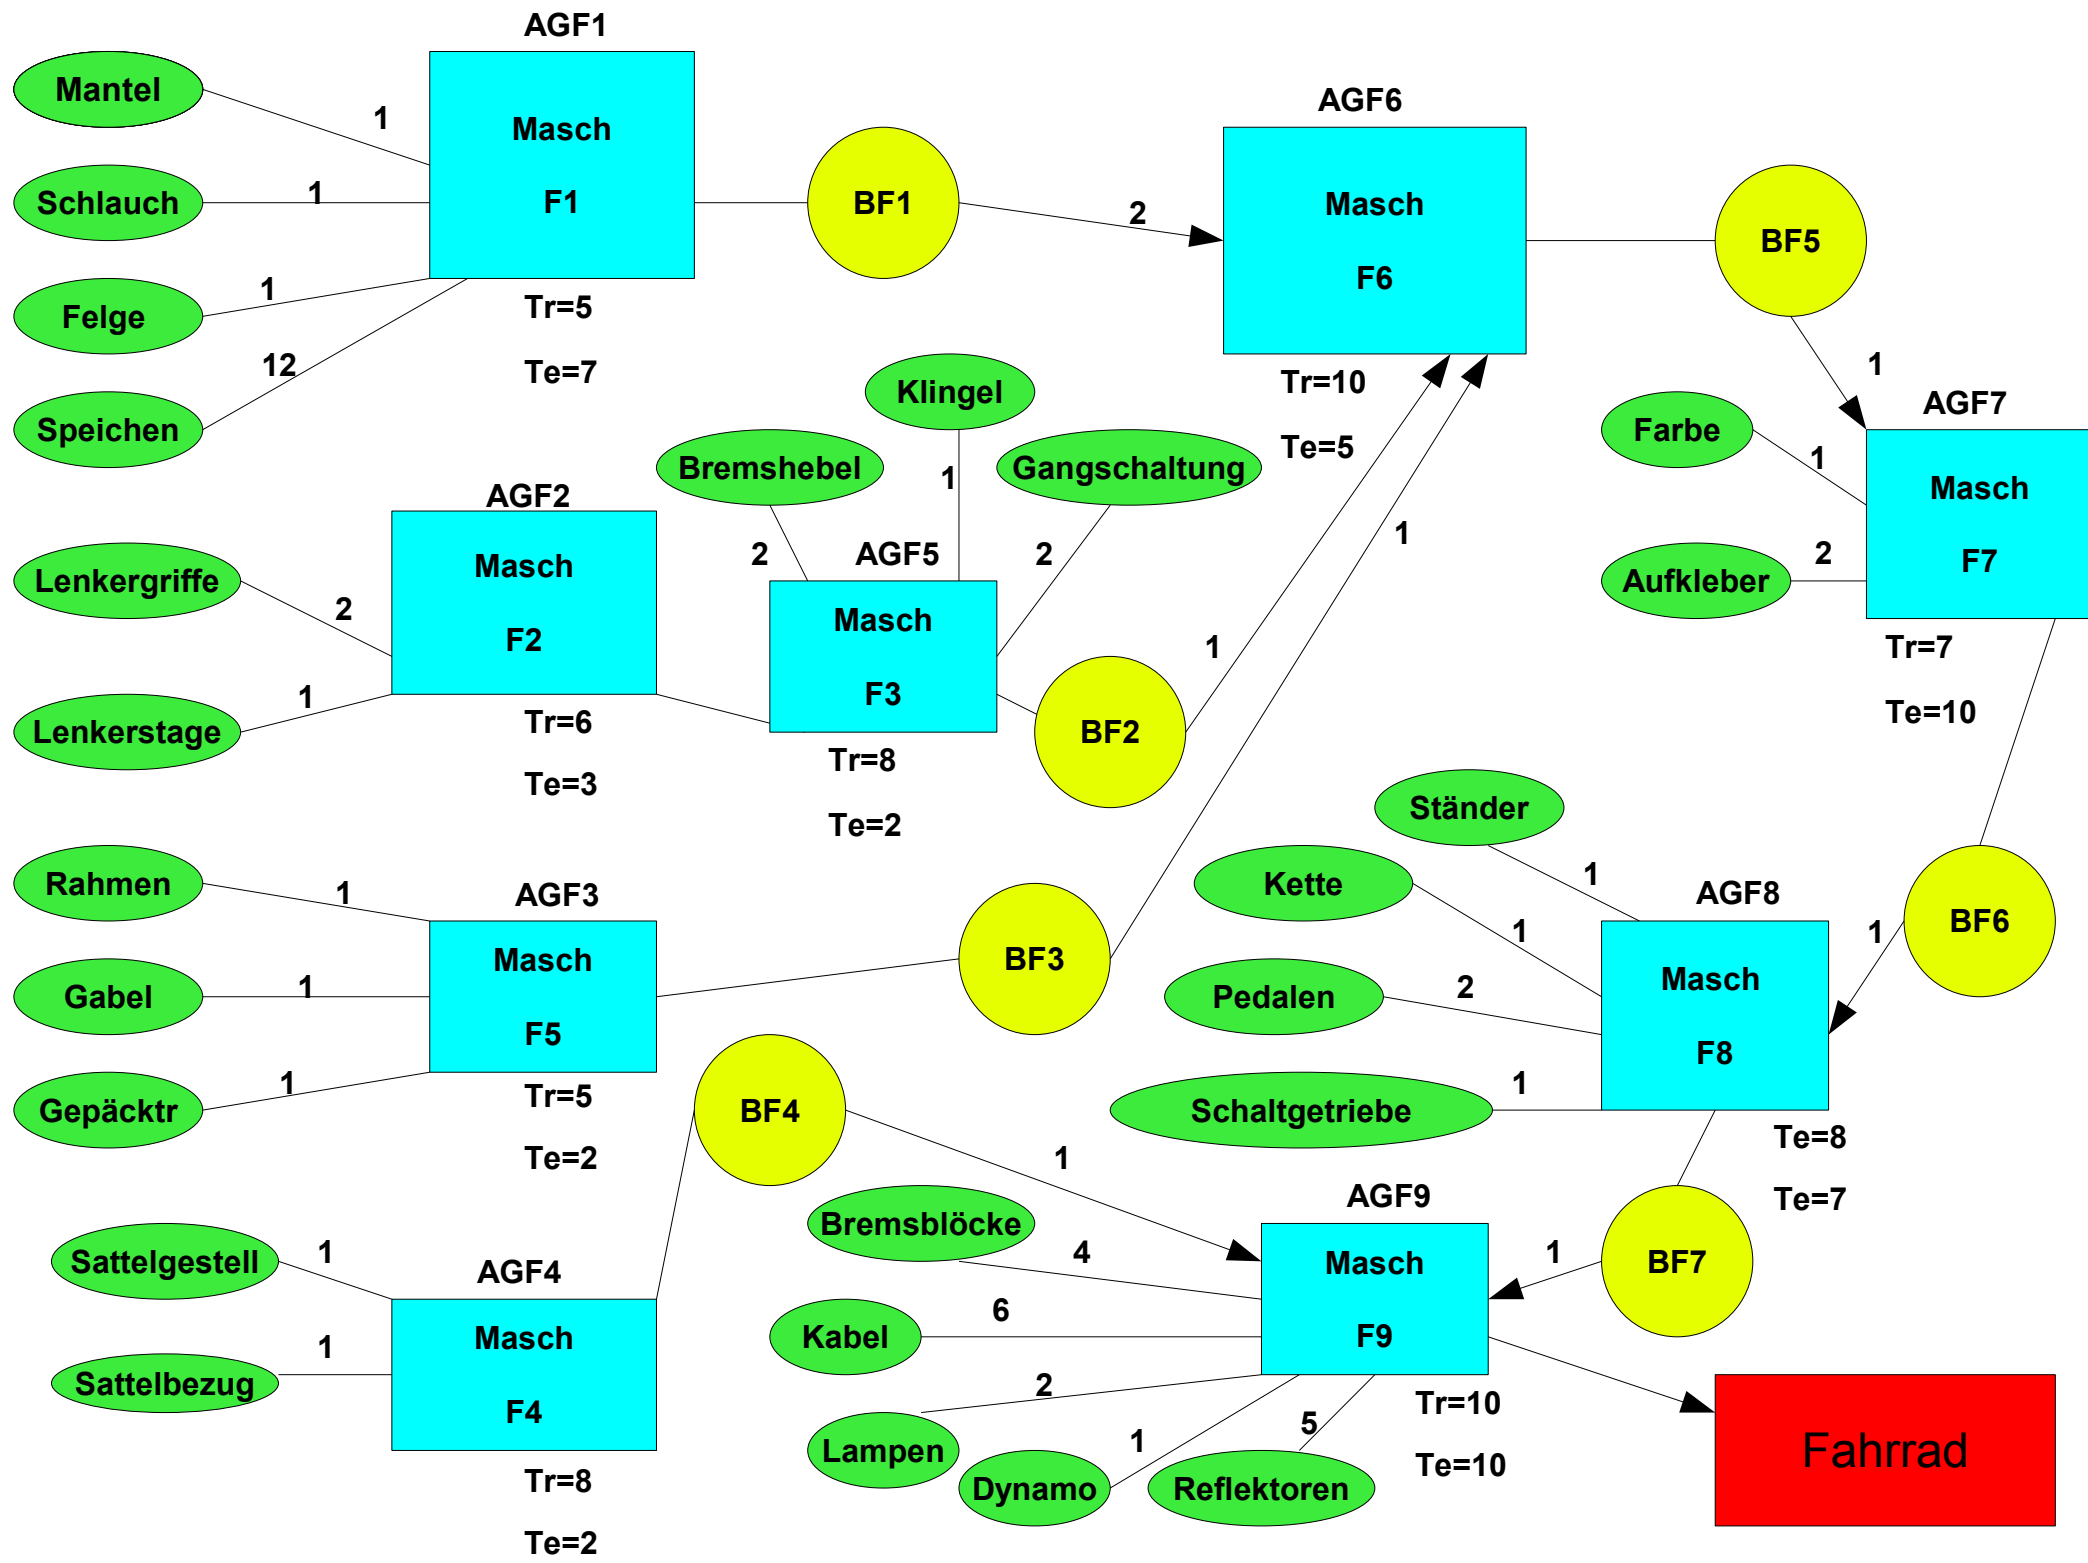 AGF1
Mantel
1
Masch
F1
Schlauch
1
Felge
1
Speichen
12
Tr=5
Te=7
BF1
2
AGF6
Masch
F6
Tr=10
Te=5
BF5
1
AGF7
Farbe
1
Masch
F7
Aufkleber
2
Tr=7
Te=10
Klingel
1
Bremshebel
2
Gangschaltung
2
AGF2
Masch
F2
Lenkergriffe
2
Lenkerstage
1
Tr=6
Te=3
AGF5
Masch
F3
Tr=8
Te=2
BF2
1
1
Rahmen
1
AGF3
Masch
F5
Gabel
1
Gepäcktr
1
Tr=5
Te=2
BF3
BF4
1
Ständer
1
Kette
1
AGF8
Masch
F8
Pedalen
2
Schaltgetriebe
1
Te=8
Te=7
BF6
1
BF7
1
Sattelgestell
1
AGF4
Masch
F4
Sattelbezug
1
Tr=8
Te=2
AGF9
Masch
F9
Bremsblöcke
4
Kabel
6
Lampen
2
Dynamo
1
Reflektoren
5
Tr=10
Te=10
Fahrrad